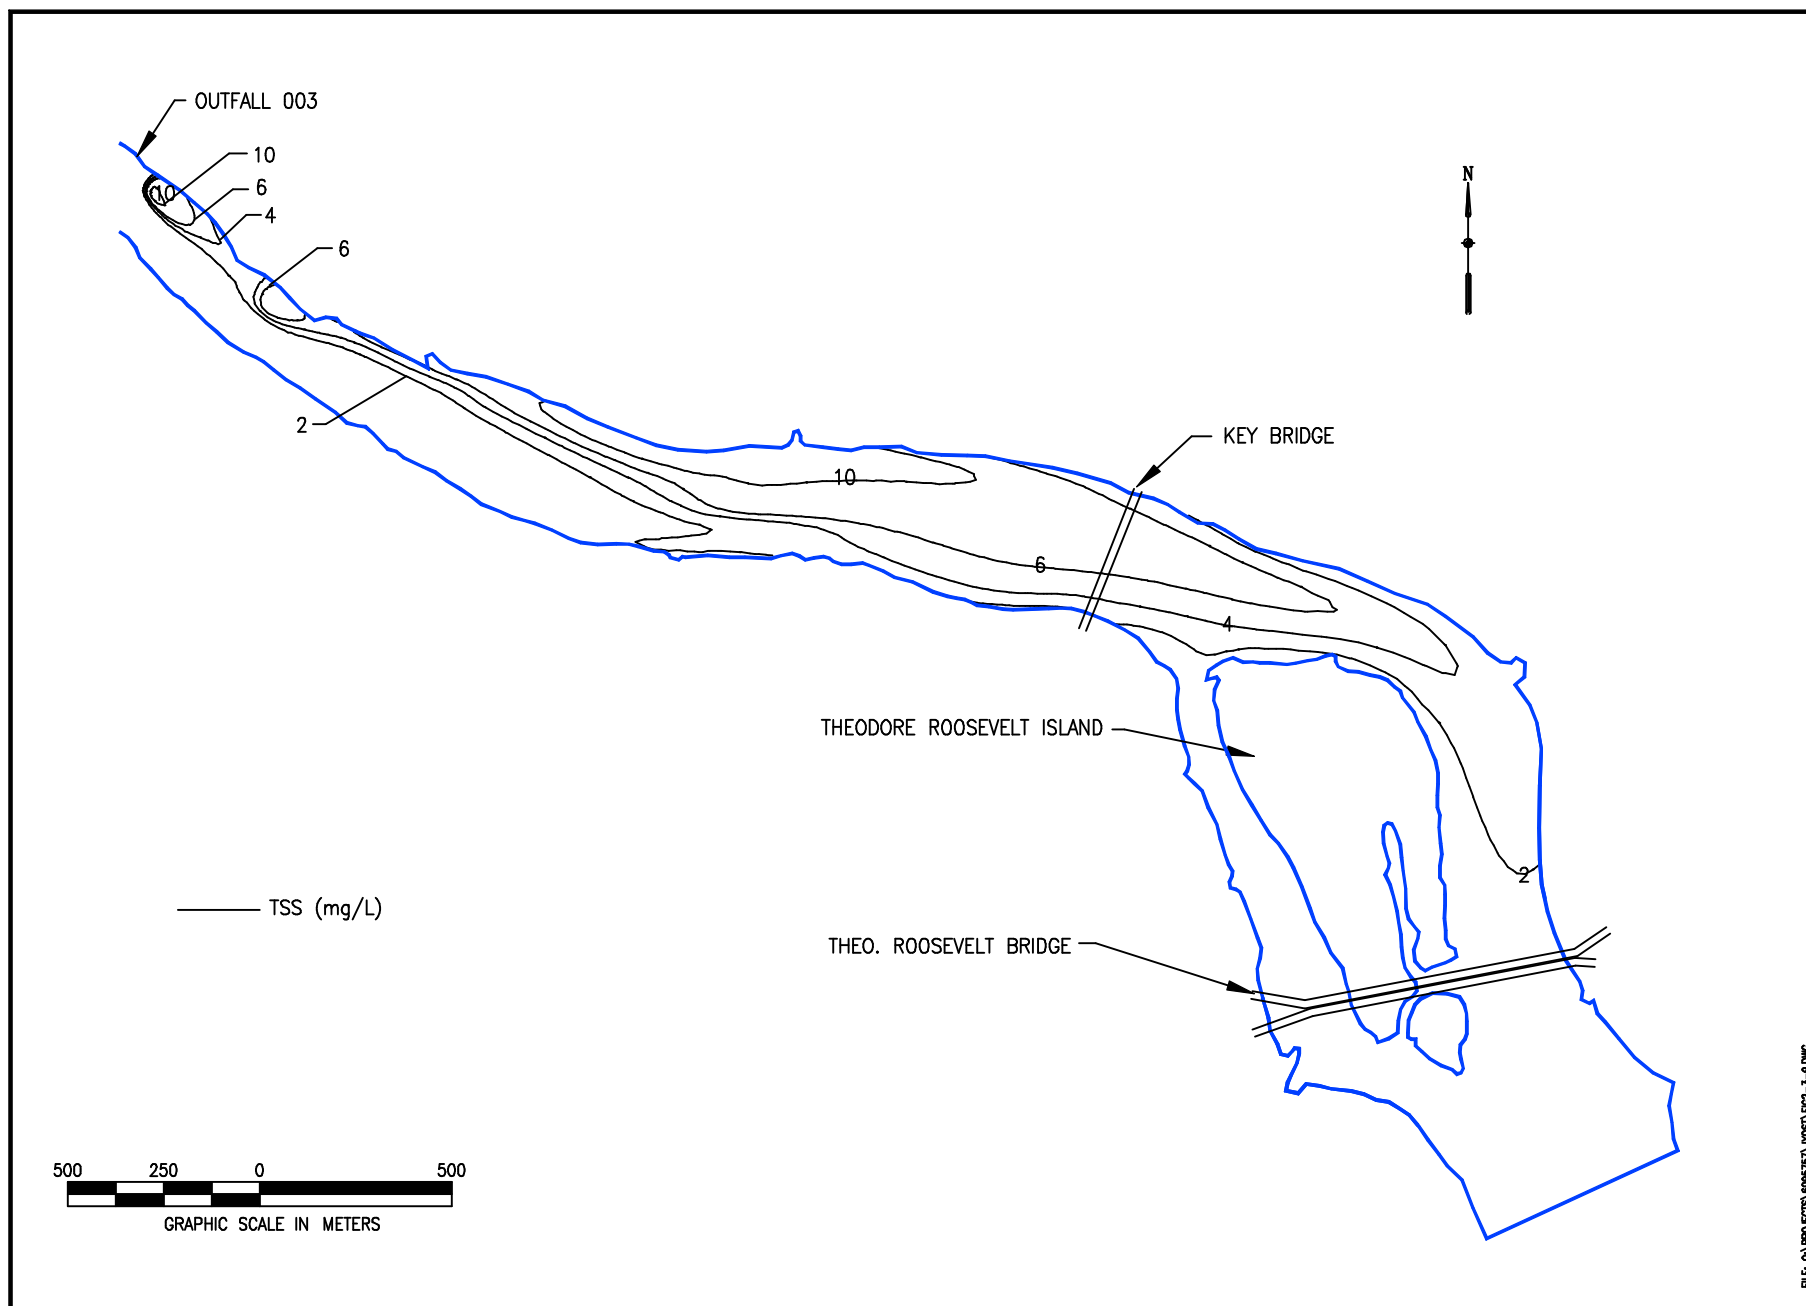 OUTFALL 003
10
10
6
4
6
N
2
KEY BRIDGE
10
6
4
THEODORE ROOSEVELT ISLAND
2
TSS (mg/L)
THEO. ROOSEVELT BRIDGE
500 250 0 500
GRAPHIC SCALE IN METERS